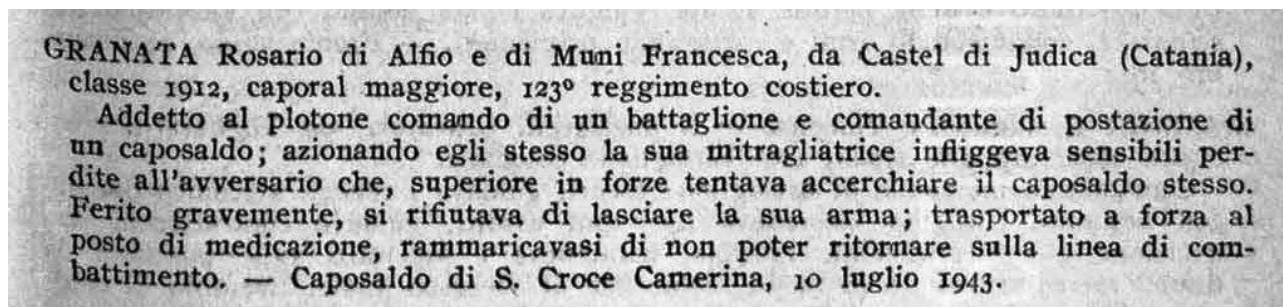 GRANATA Rosario di Alfio e di Muni Francesca, da Castel di Judica (Catania),
classe 1912, caporal maggiore, 123º reggimento costiero.
Addetto al plotone comando di un battaglione e comandante di postazione di
un caposaldo; azionando egli stesso la sua mitragliatrice infliggeva sensibili per-
dite all'avversario che, superiore in forze tentava accerchiare il caposaldo stesso.
Ferito gravemente, si rifiutava di lasciare la sua arma; trasportato a forza al
posto di medicazione, rammaricavasi di non poter ritornare sulla linea di com-
battimento. — Caposaldo di S. Croce Camerina, 10 luglio 1943.